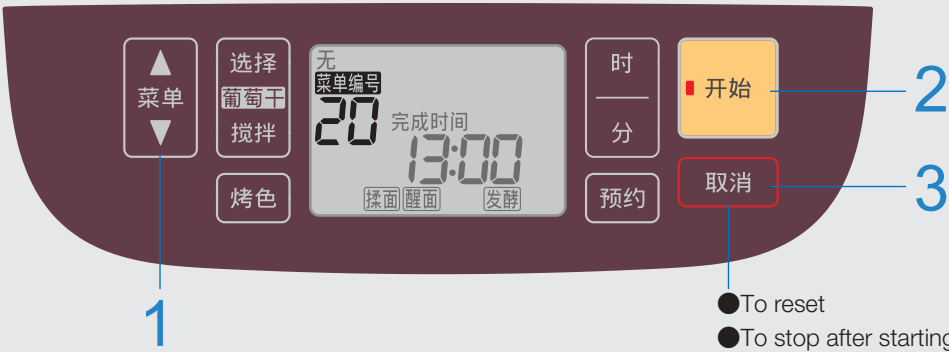 ▲
菜单
▼
选择
葡萄干
搅拌
烤色
无
菜单编号
20
完成时间
13:00
揉面 醒面 发酵
时
分
预约
开始
取消
1
2
3
●To reset
●To stop after starting